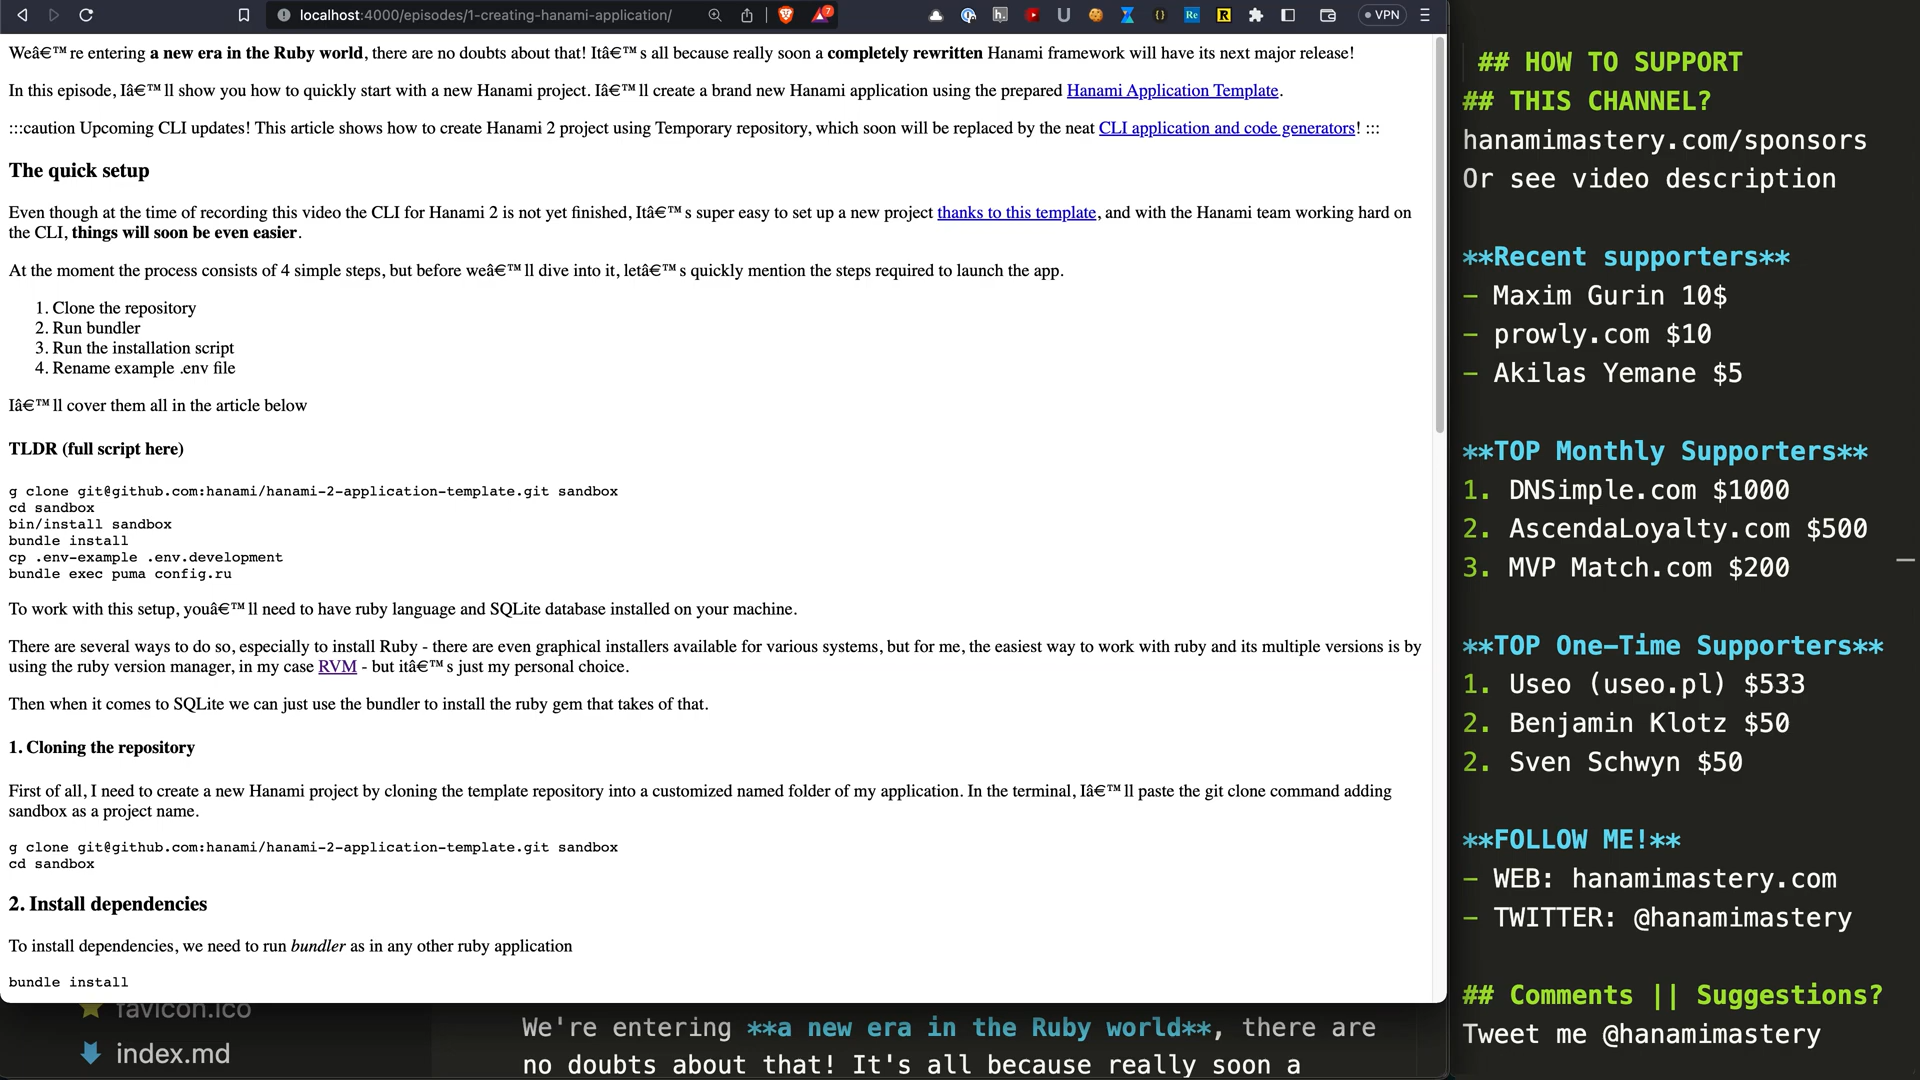 localhost:4000/episodes/1-creating-hanami-application/
7
VPN
Weâ€™re entering a new era in the Ruby world, there are no doubts about that! Itâ€™s all because really soon a completely rewritten Hanami framework will have its next major release!
In this episode, Iâ€™ll show you how to quickly start with a new Hanami project. Iâ€™ll create a brand new Hanami application using the prepared Hanami Application Template.
:::caution Upcoming CLI updates! This article shows how to create Hanami 2 project using Temporary repository, which soon will be replaced by the neat CLI application and code generators! :::
The quick setup
Even though at the time of recording this video the CLI for Hanami 2 is not yet finished, Itâ€™s super easy to set up a new project thanks to this template, and with the Hanami team working hard on
the CLI, things will soon be even easier.
At the moment the process consists of 4 simple steps, but before weâ€™ll dive into it, letâ€™s quickly mention the steps required to launch the app.
1. Clone the repository
2. Run bundler
3. Run the installation script
4. Rename example .env file
Iâ€™ll cover them all in the article below
TLDR (full script here)
g clone git@github.com:hanami/hanami-2-application-template.git sandbox
cd sandbox
bin/install sandbox
bundle install
cp .env-example .env.development
bundle exec puma config.ru
To work with this setup, youâ€™ll need to have ruby language and SQLite database installed on your machine.
There are several ways to do so, especially to install Ruby - there are even graphical installers available for various systems, but for me, the easiest way to work with ruby and its multiple versions is by
using the ruby version manager, in my case RVM - but itâ€™s just my personal choice.
Then when it comes to SQLite we can just use the bundler to install the ruby gem that takes of that.
1. Cloning the repository
First of all, I need to create a new Hanami project by cloning the template repository into a customized named folder of my application. In the terminal, Iâ€™ll paste the git clone command adding
sandbox as a project name.
g clone git@github.com:hanami/hanami-2-application-template.git sandbox
cd sandbox
2. Install dependencies
To install dependencies, we need to run bundler as in any other ruby application
bundle install
favicon.ico
index.md
We're entering **a new era in the Ruby world**, there are
no doubts about that! It's all because really soon a
## HOW TO SUPPORT
## THIS CHANNEL?
hanamimastery.com/sponsors
Or see video description
**Recent supporters**
- Maxim Gurin 10$
- prowly.com $10
- Akilas Yemane $5
**TOP Monthly Supporters**
1. DNSimple.com $1000
2. AscendaLoyalty.com $500
3. MVP Match.com $200
**TOP One-Time Supporters**
1. Useo (useo.pl) $533
2. Benjamin Klotz $50
2. Sven Schwyn $50
**FOLLOW ME!**
- WEB: hanamimastery.com
- TWITTER: @hanamimastery
## Comments || Suggestions?
Tweet me @hanamimastery